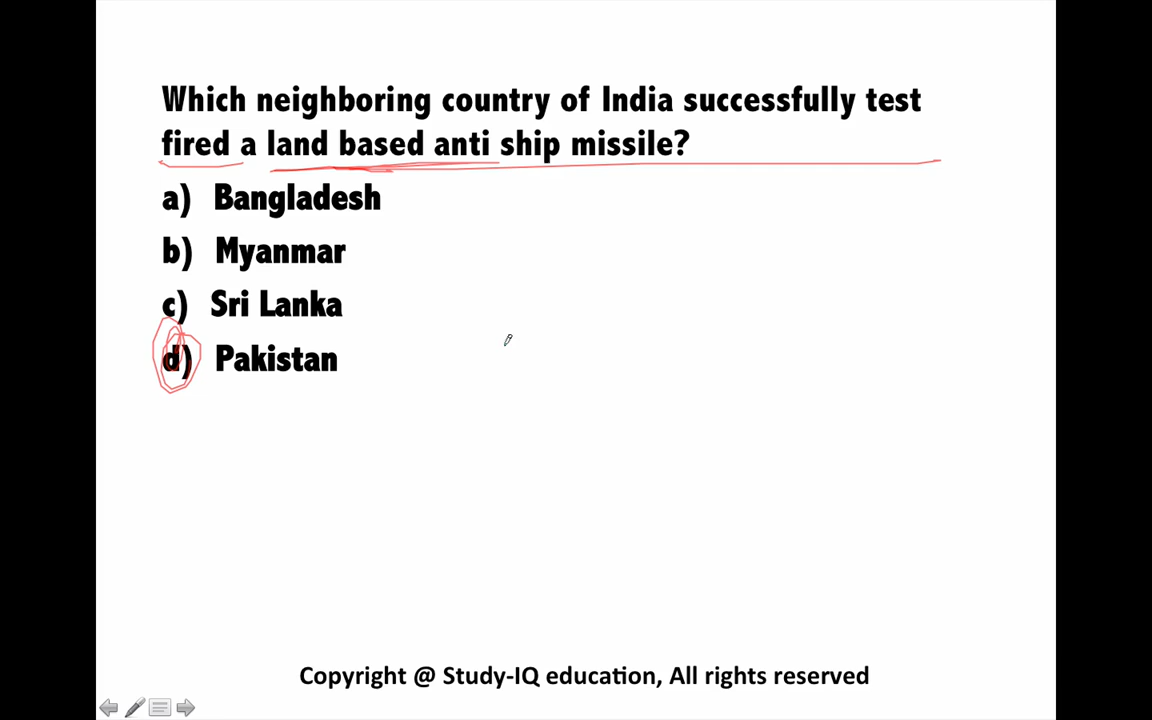 Which neighboring country of India successfully test
fired a land based anti ship missile?
a) Bangladesh
b) Myanmar
c) Sri Lanka
d) Pakistan
Copyright @ Study-IQ education, All rights reserved